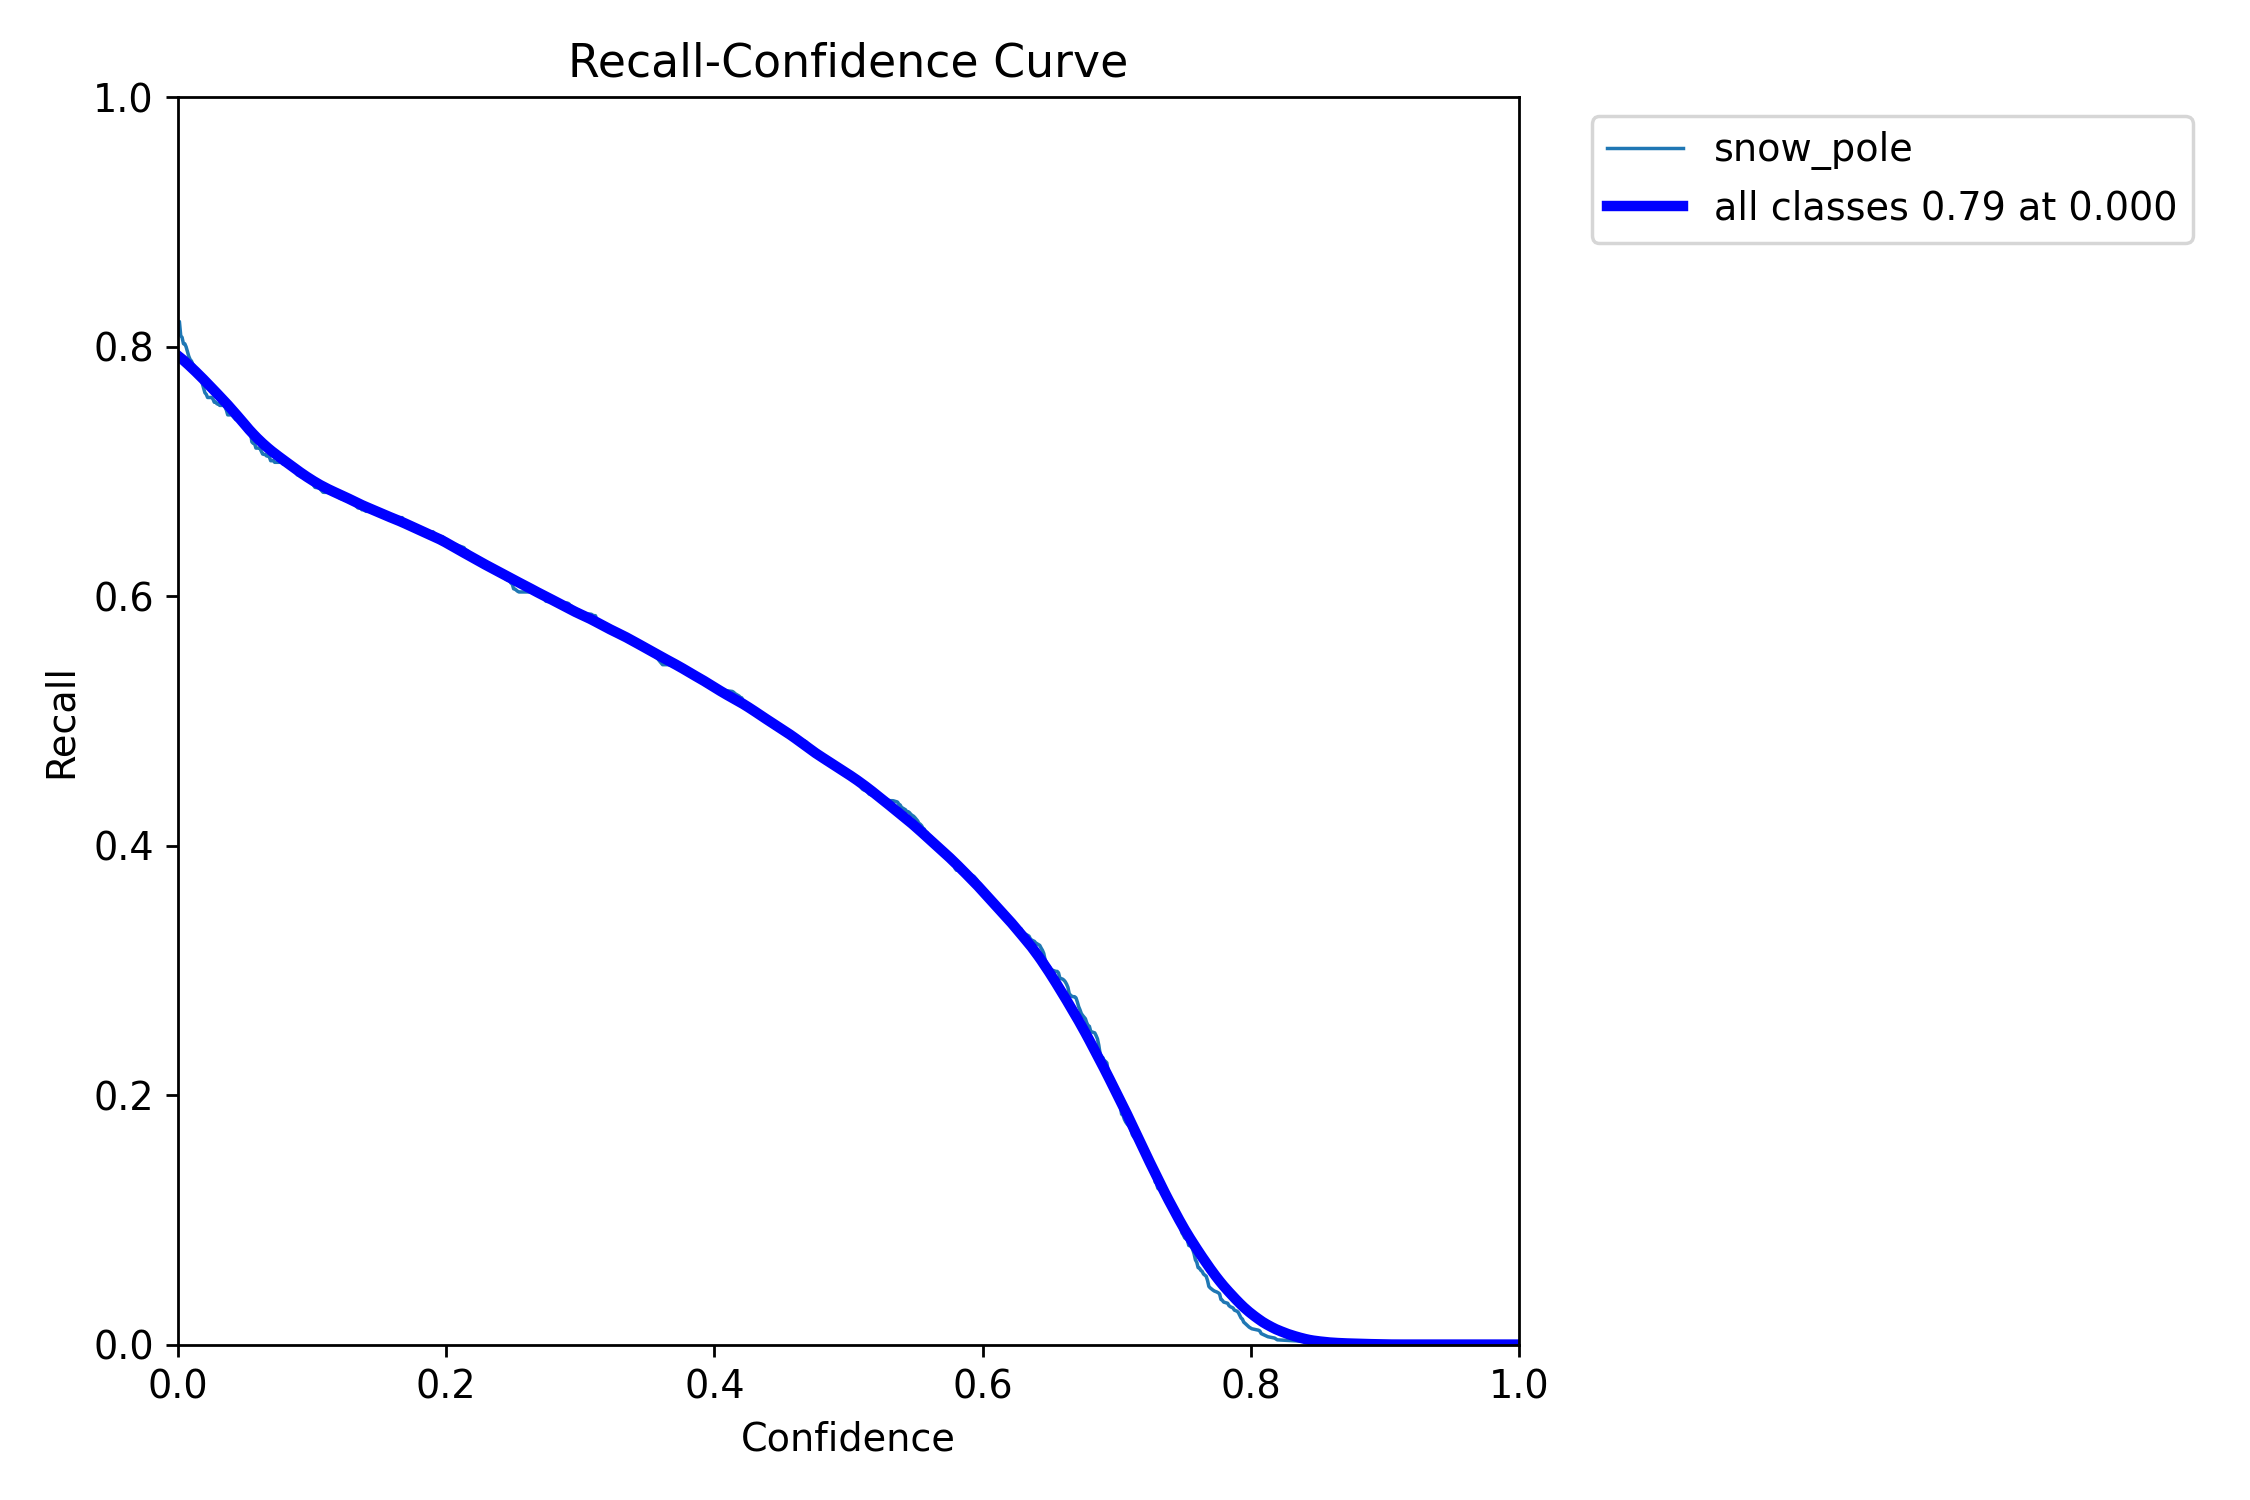 Recall-Confidence Curve
1.0
0.8
0.6
0.4
0.2
0.0
Recall
0.0 0.2 0.4 0.6 0.8 1.0
Confidence
snow_pole
all classes 0.79 at 0.000